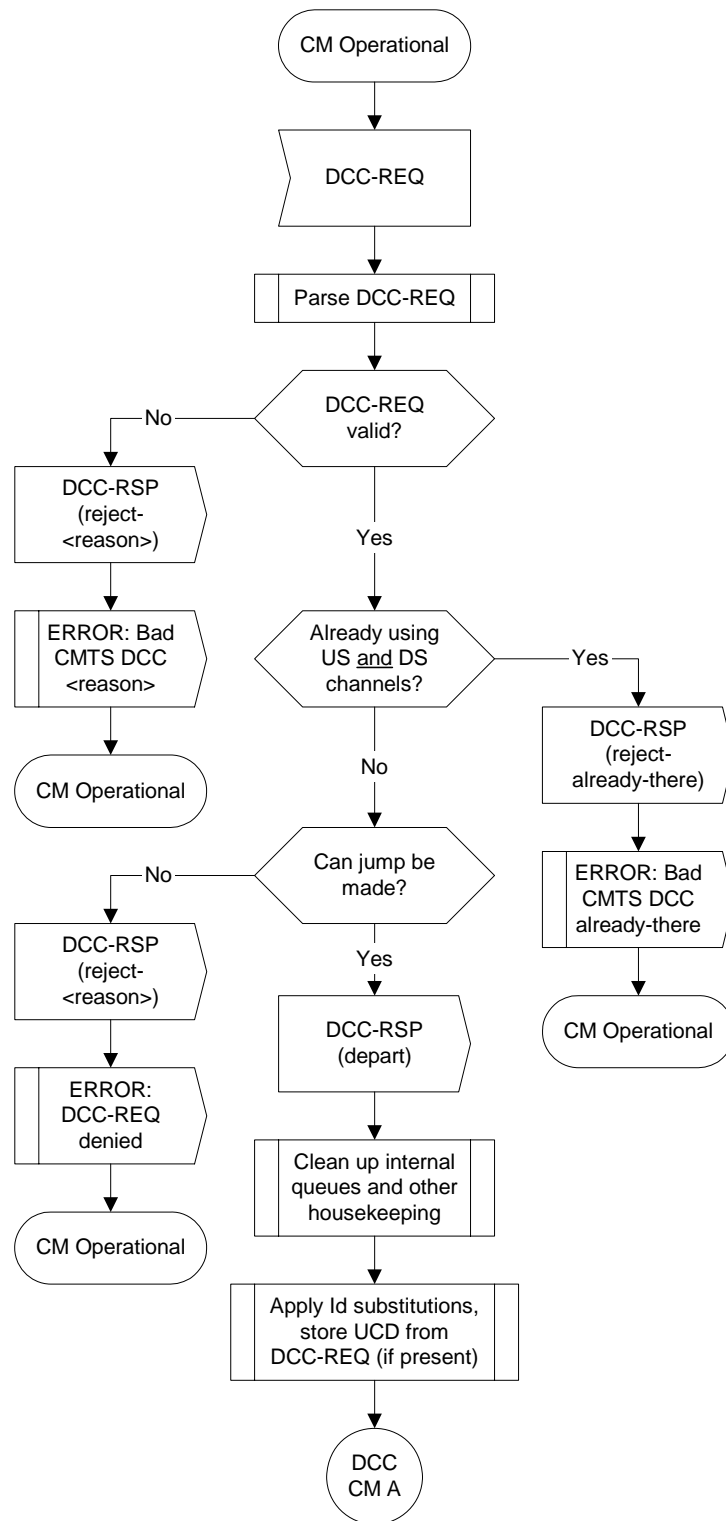 CM Operational
DCC-REQ
Parse DCC-REQ
DCC-REQ
valid?
No
DCC-RSP
(reject-
<reason>)
ERROR: Bad
CMTS DCC
<reason>
CM Operational
Yes
Already using
US and DS
channels?
Yes
DCC-RSP
(reject-
already-there)
ERROR: Bad
CMTS DCC
already-there
CM Operational
No
Can jump be
made?
No
DCC-RSP
(reject-
<reason>)
ERROR:
DCC-REQ
denied
CM Operational
Yes
DCC-RSP
(depart)
Clean up internal
queues and other
housekeeping
Apply Id substitutions,
store UCD from
DCC-REQ (if present)
DCC
CM A